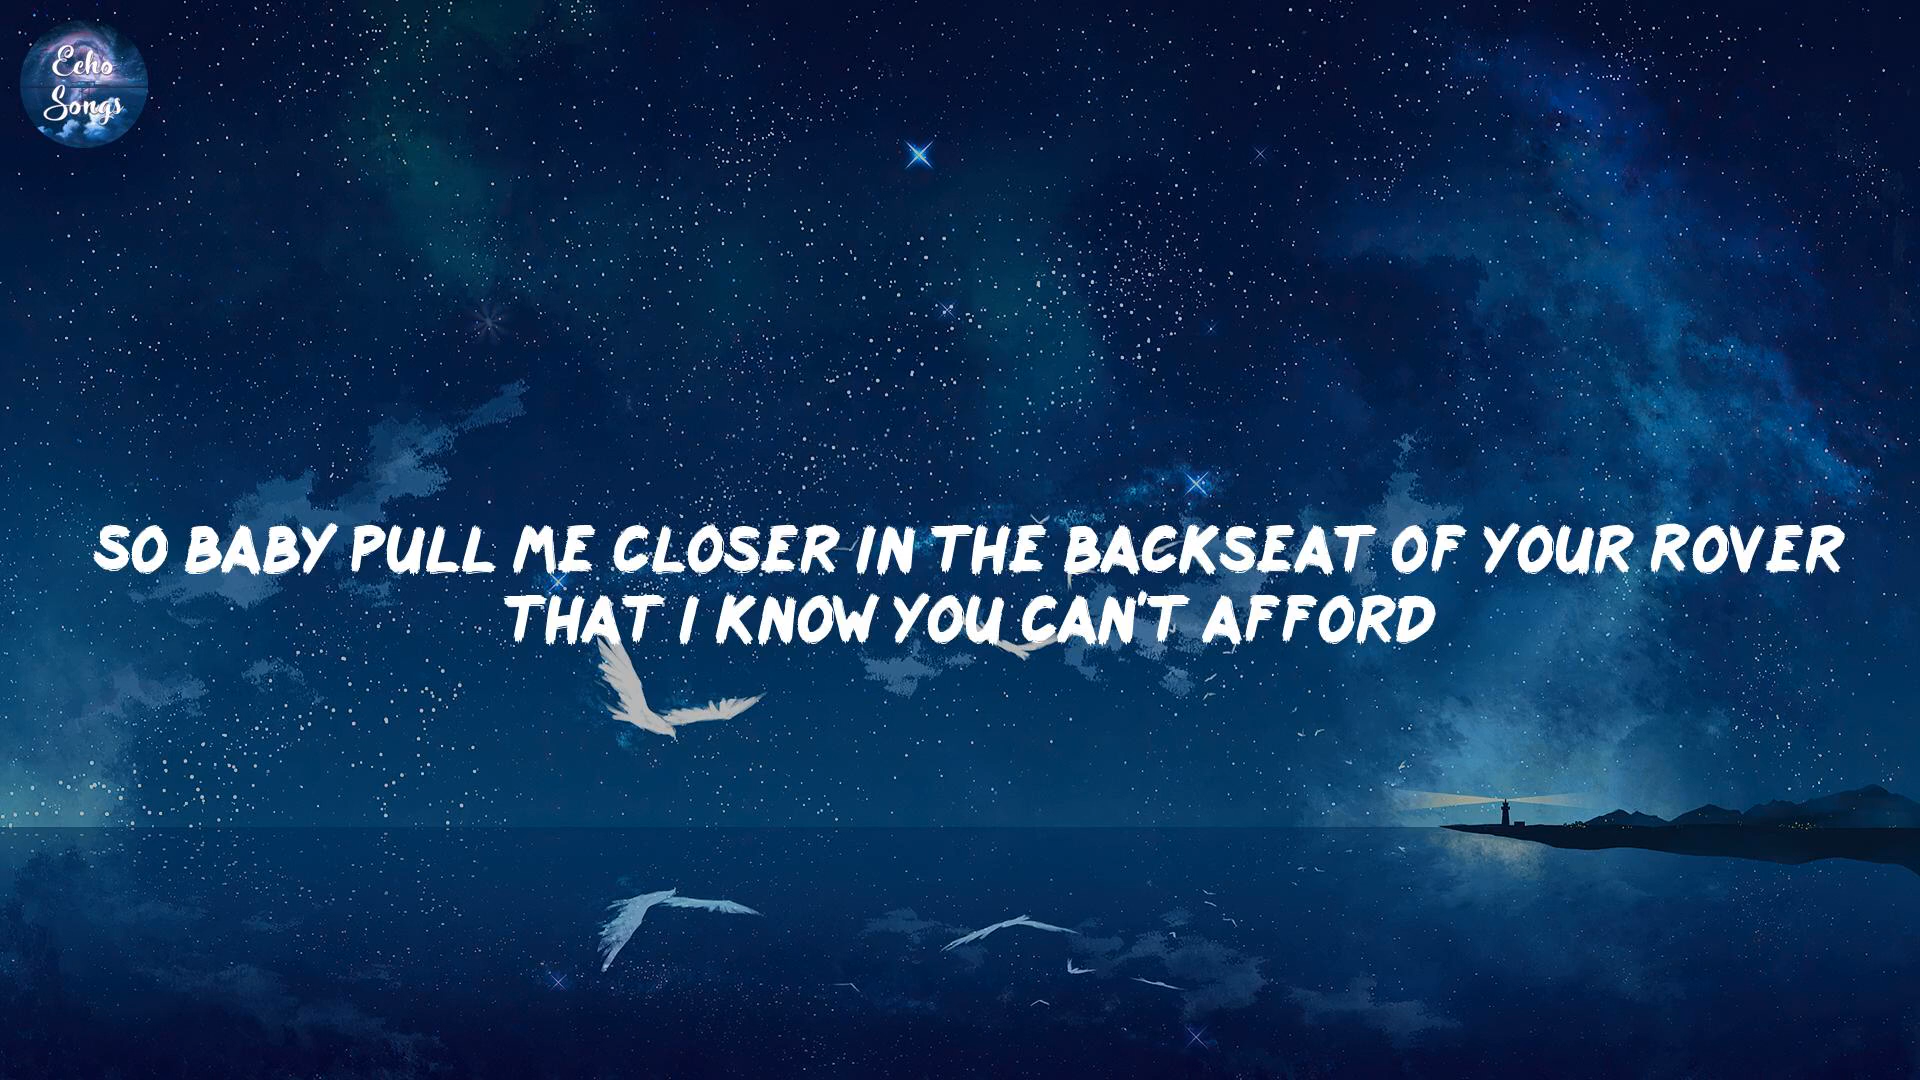 Echo
Songs
SO BABY PULL ME CLOSER IN THE BACKSEAT OF YOUR ROVER
THAT I KNOW YOU CAN'T AFFORD